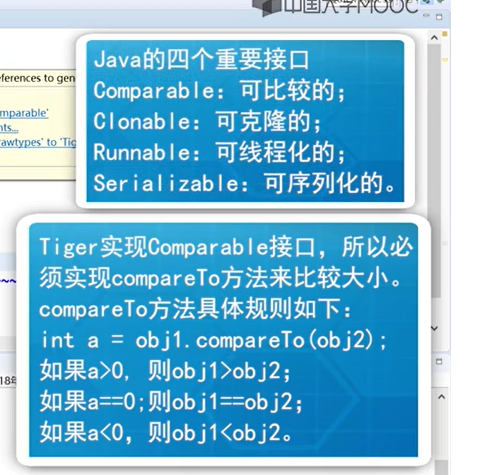 中国大学MOOC
eferences to gen
Java的四个重要接口
Comparable：可比较的；
mparable'
Clonable：可克隆的；
nts...
Runnable：可线程化的；
awtypes' to 'Tig
Serializable：可序列化的。
Tiger实现Comparable接口，所以必
须实现compareTo方法来比较大小。
compareTo方法具体规则如下：
int a = obj1.compareTo(obj2);
如果a>0, 则obj1>obj2；
18年
如果a==0;则obj1==obj2；
如果a<0，则obj1<obj2。